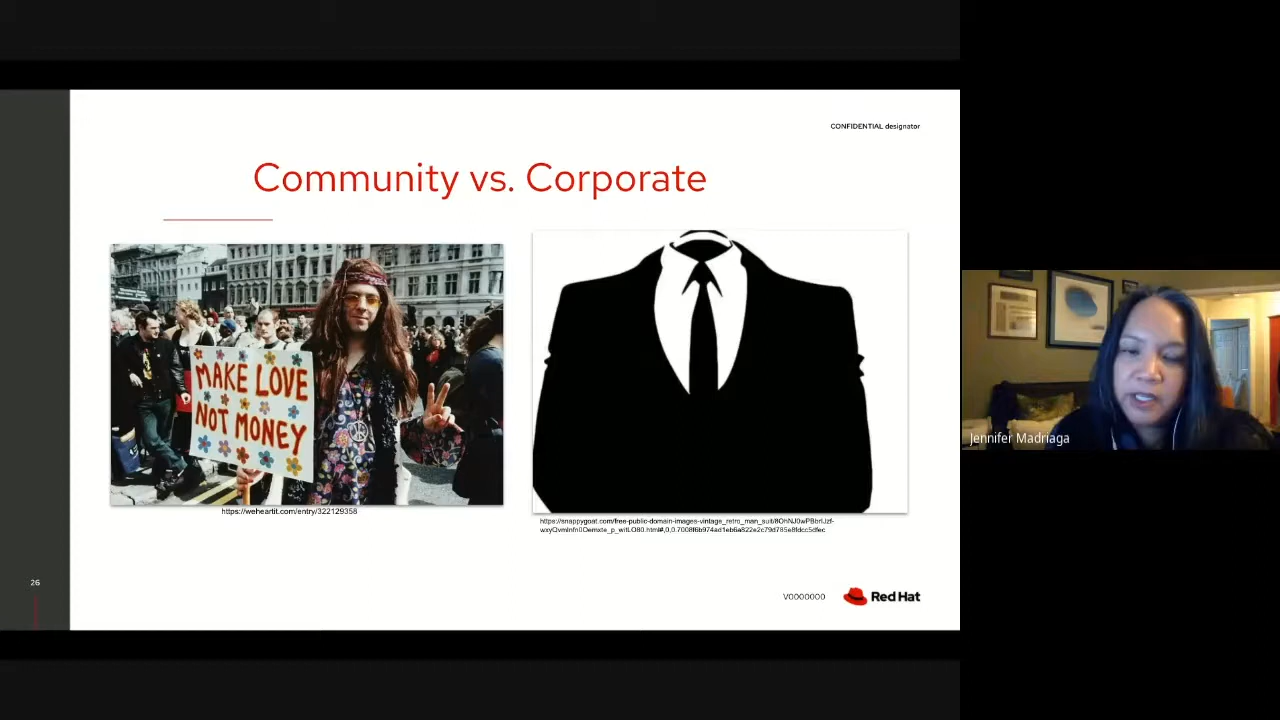 CONFIDENTIAL designator
Community vs. Corporate
MAKE LOVE
NOT MONEY
https://weheartit.com/entry/322129358
26
V0000000
Red Hat
Jennifer Madriaga